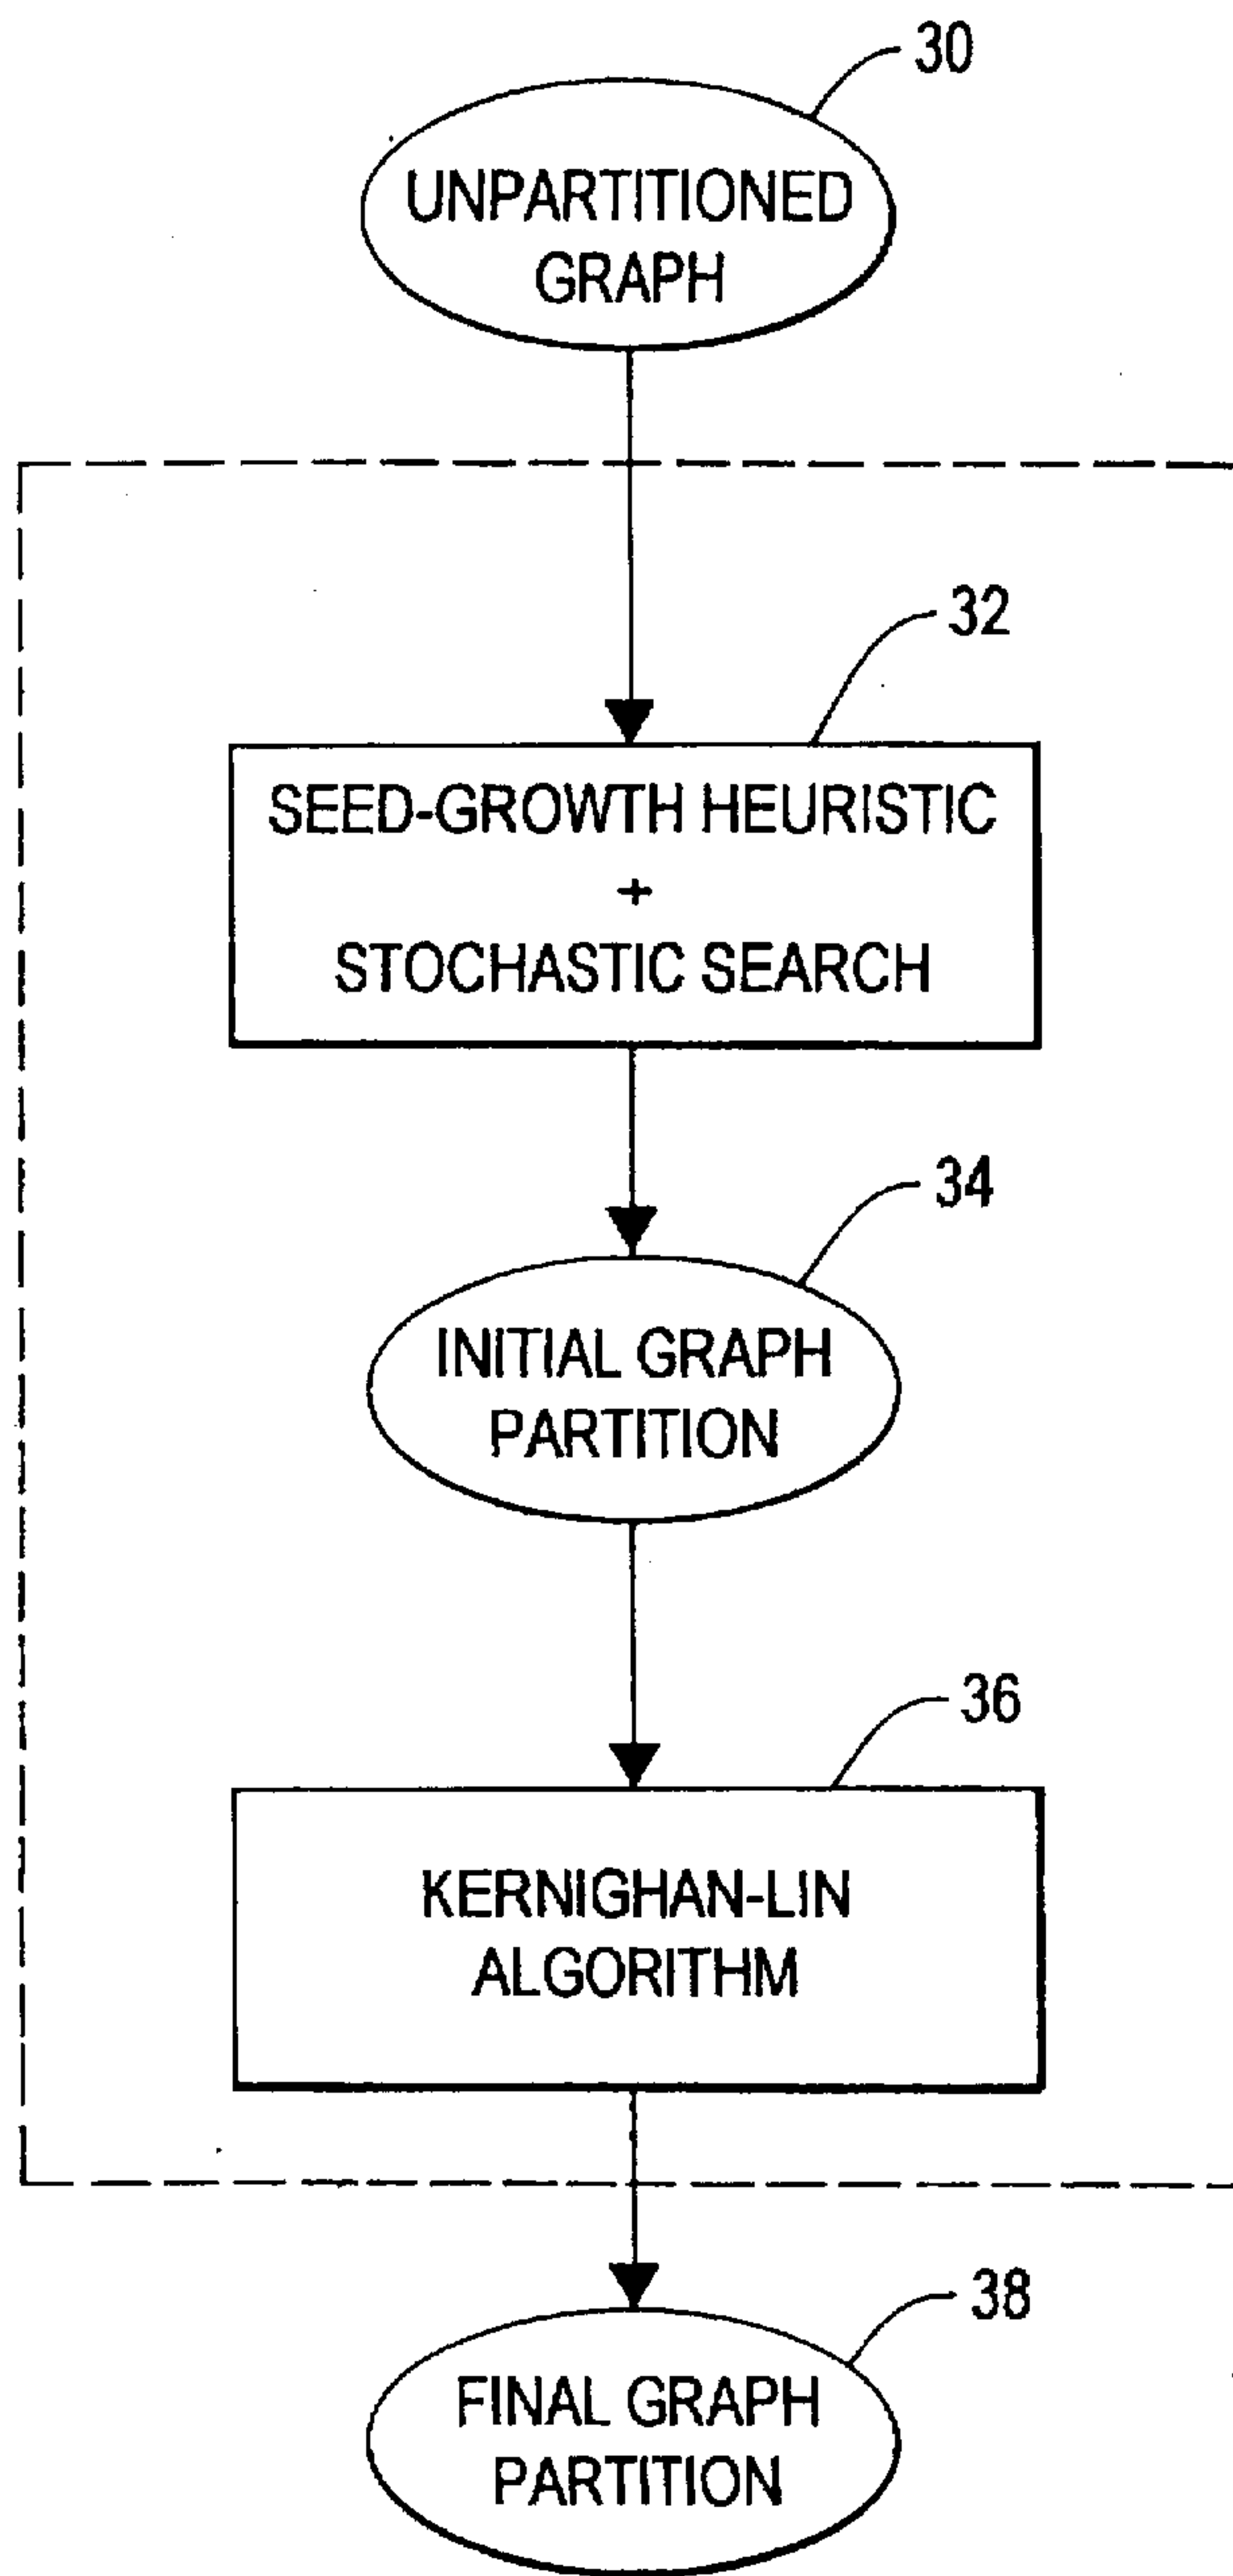 30
UNPARTITIONED
GRAPH
32
SEED-GROWTH HEURISTIC
+
STOCHASTIC SEARCH
34
INITIAL GRAPH
PARTITION
36
KERNIGHAN-LIN
ALGORITHM
38
FINAL GRAPH
PARTITION